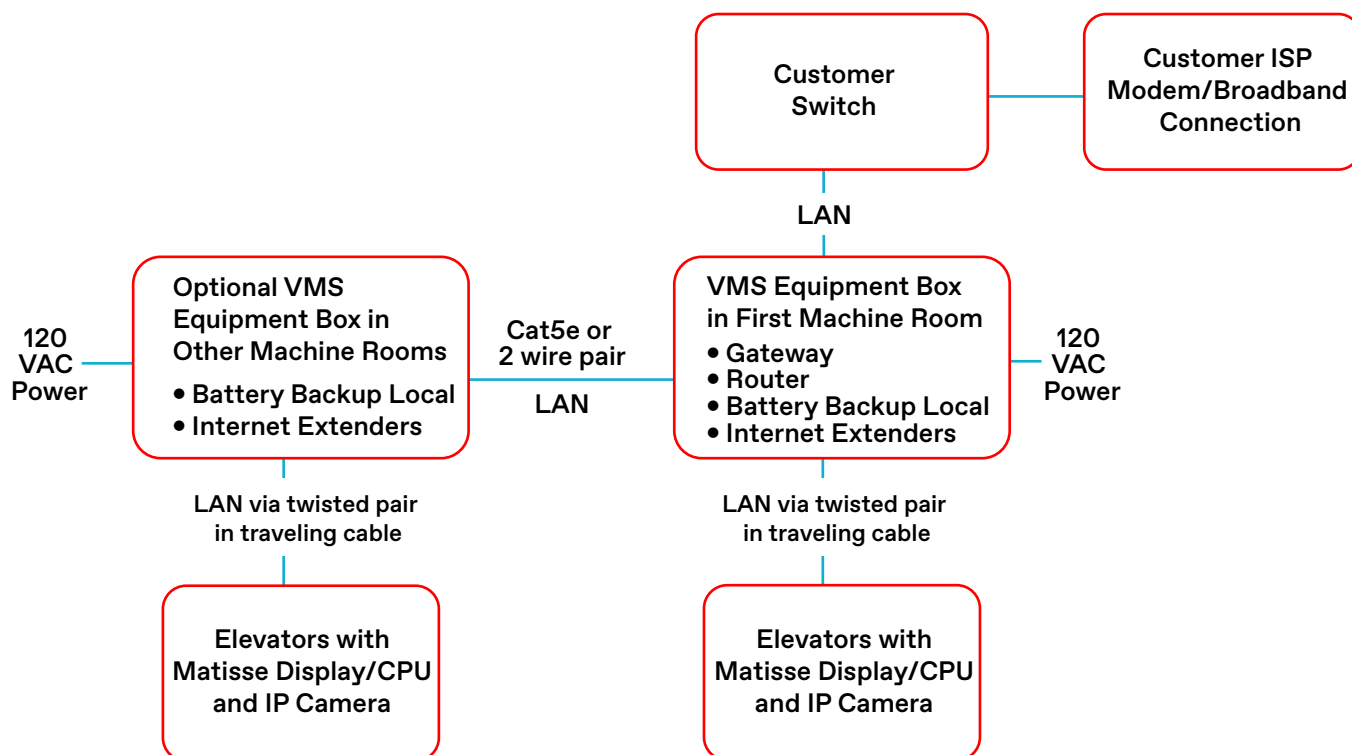 Customer
Switch
Customer ISP
Modem/Broadband
Connection
LAN
120
VAC
Power
Optional VMS
Equipment Box in
Other Machine Rooms
• Battery Backup Local
• Internet Extenders
Cat5e or
2 wire pair
LAN
VMS Equipment Box
in First Machine Room
• Gateway
• Router
• Battery Backup Local
• Internet Extenders
120
VAC
Power
LAN via twisted pair
in traveling cable
LAN via twisted pair
in traveling cable
Elevators with
Matisse Display/CPU
and IP Camera
Elevators with
Matisse Display/CPU
and IP Camera